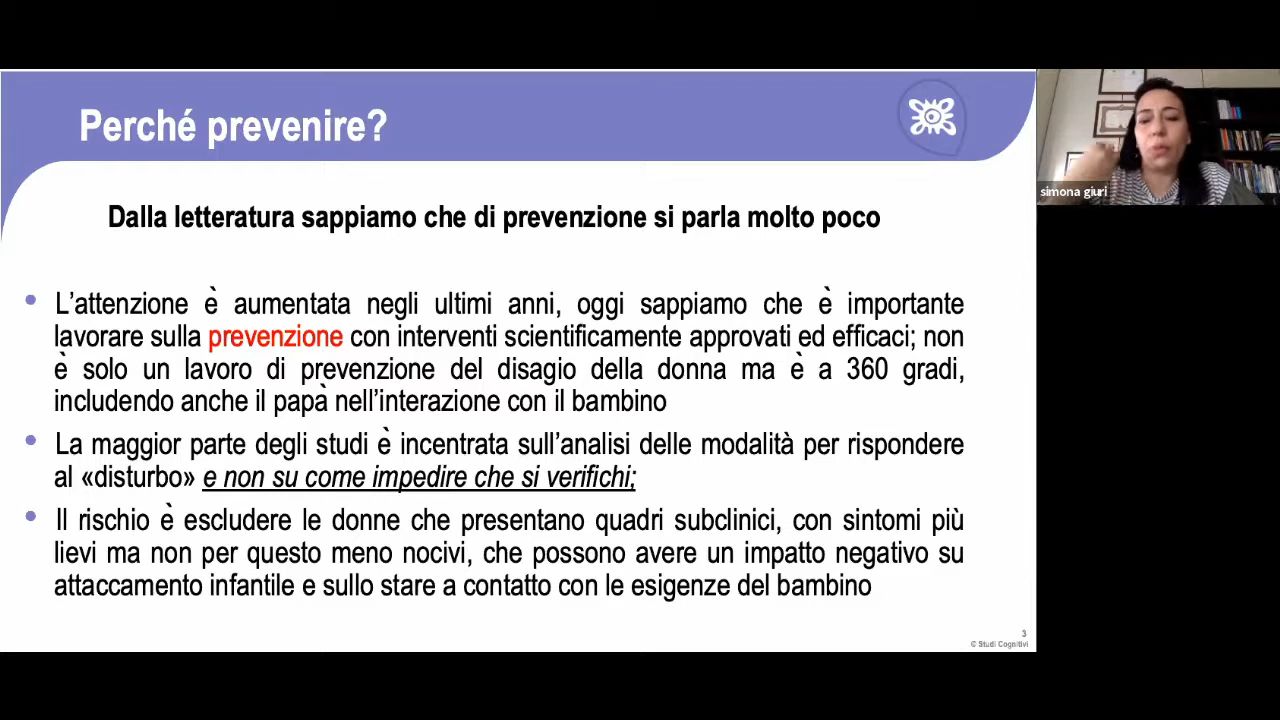 Perché prevenire?
simona giuri
Dalla letteratura sappiamo che di prevenzione si parla molto poco
• L'attenzione è aumentata negli ultimi anni, oggi sappiamo che è importante
lavorare sulla prevenzione con interventi scientificamente approvati ed efficaci; non
è solo un lavoro di prevenzione del disagio della donna ma è a 360 gradi,
includendo anche il papà nell'interazione con il bambino
• La maggior parte degli studi è incentrata sull'analisi delle modalità per rispondere
al «disturbo» e non su come impedire che si verifichi;
• Il rischio è escludere le donne che presentano quadri subclinici, con sintomi più
lievi ma non per questo meno nocivi, che possono avere un impatto negativo su
attaccamento infantile e sullo stare a contatto con le esigenze del bambino
3
© Studi Cognitivi